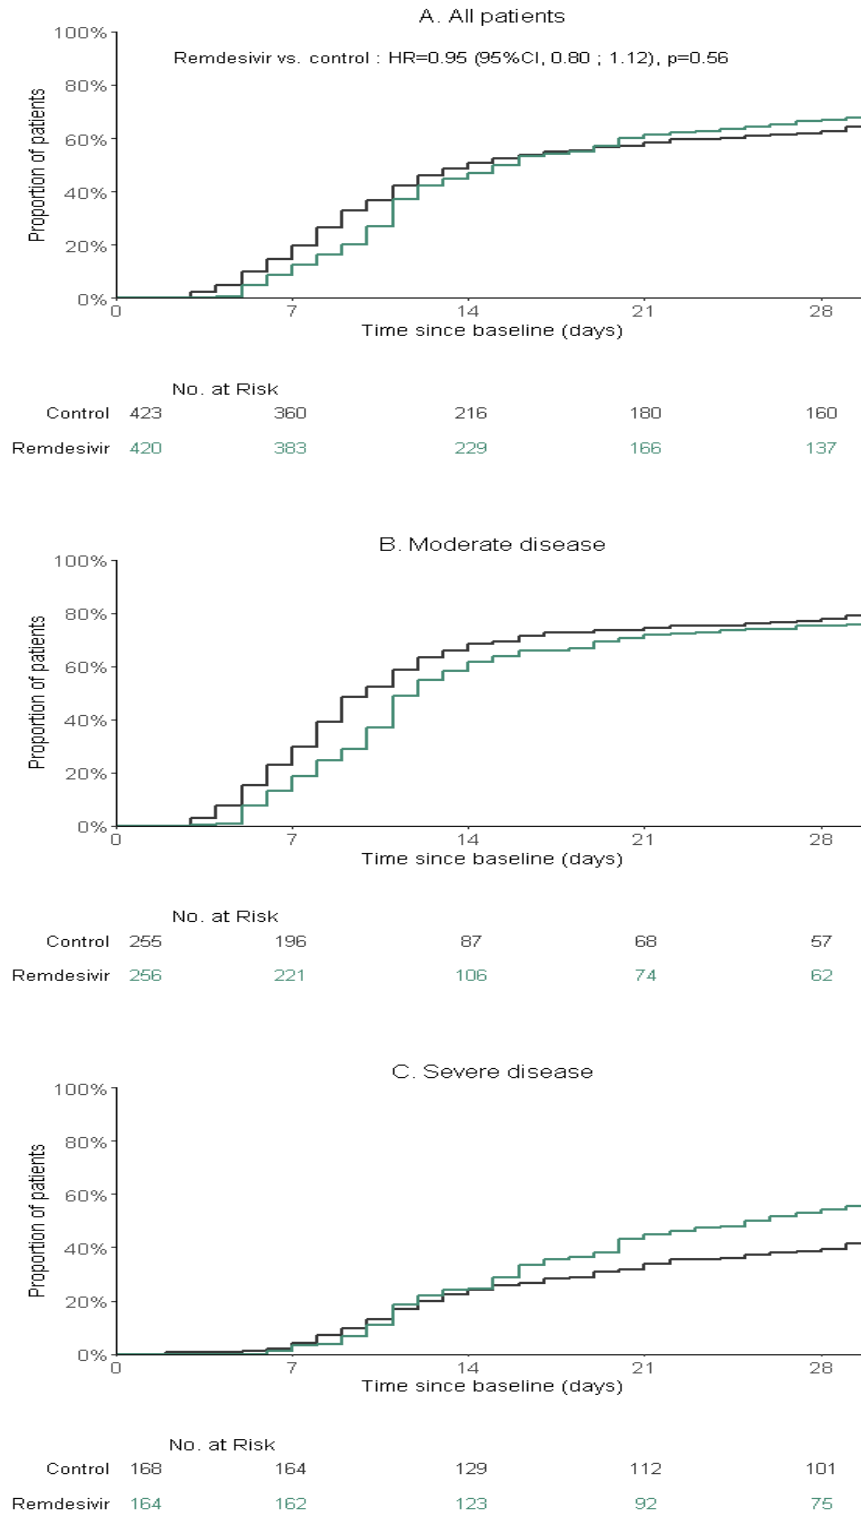 A. All patients
Remdesivir vs. control : HR=0.95 (95%CI, 0.80 ; 1.12), p=0.56
Proportion of patients
100%
80%
60%
40%
20%
0%
0 7 14 21 28
Time since baseline (days)
No. at Risk
Control 423 360 216 180 160
Remdesivir 420 383 229 166 137
B. Moderate disease
Proportion of patients
100%
80%
60%
40%
20%
0%
0 7 14 21 28
Time since baseline (days)
No. at Risk
Control 255 196 87 68 57
Remdesivir 256 221 106 74 62
C. Severe disease
Proportion of patients
100%
80%
60%
40%
20%
0%
0 7 14 21 28
Time since baseline (days)
No. at Risk
Control 168 164 129 112 101
Remdesivir 164 162 123 92 75